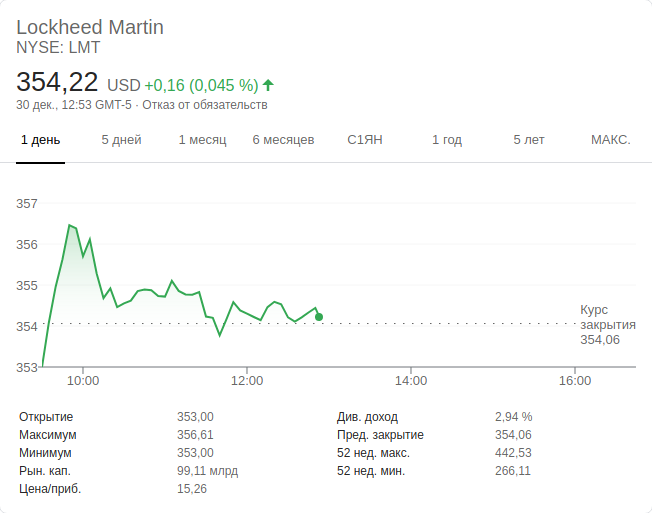 Lockheed Martin
NYSE: LMT
354,22 USD +0,16 (0,045 %)
30 дек., 12:53 GMT-5 · Отказ от обязательств
1 день 5 дней 1 месяц 6 месяцев С1ЯН 1 год 5 лет МАКС.
357
356
355
354
353
Курс
закрытия
354,06
10:00 12:00 14:00 16:00
Открытие 353,00 Див. доход 2,94 %
Максимум 356,61 Пред. закрытие 354,06
Минимум 353,00 52 нед. макс. 442,53
Рын. кап. 99,11 млрд 52 нед. мин. 266,11
Цена/приб. 15,26